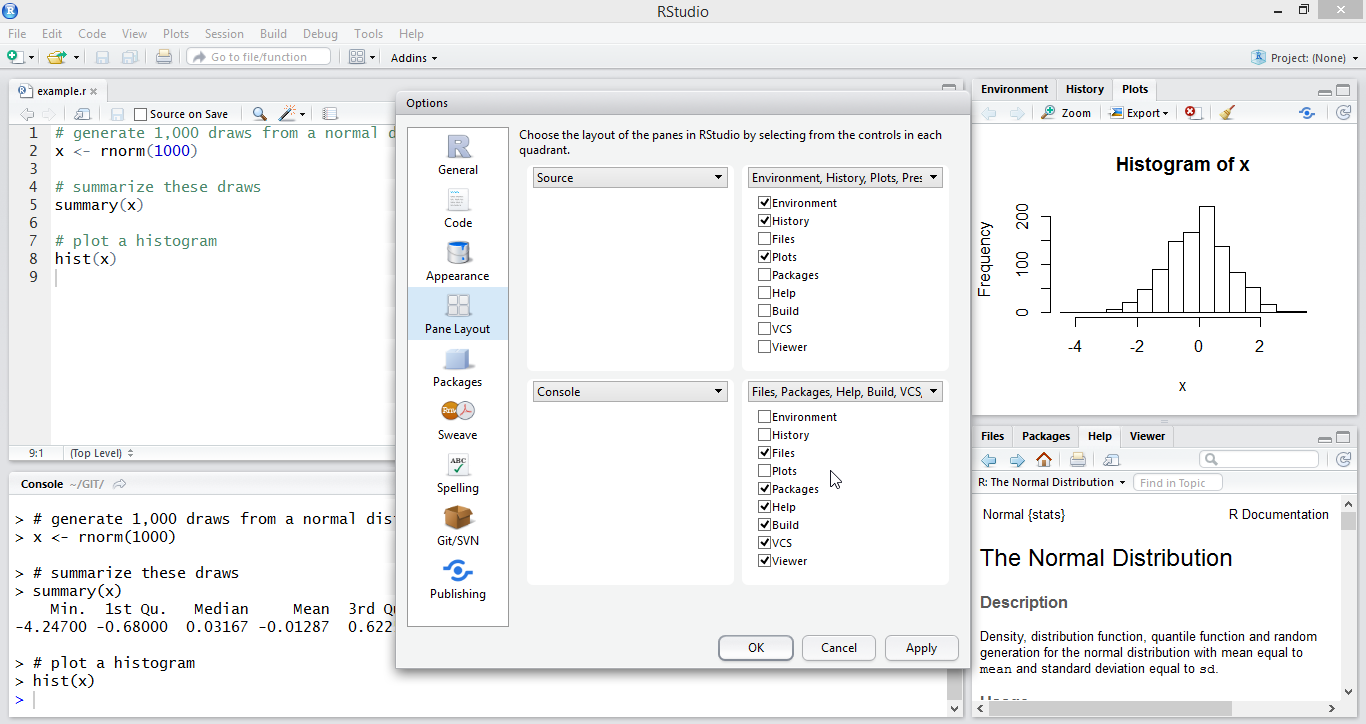 RStudio
File Edit Code View Plots Session Build Debug Tools Help
Go to file/function Addins Project: (None)
example.r
Source on Save
1 # generate 1,000 draws from a normal d
2 x <- rnorm(1000)
3
4 # summarize these draws
5 summary(x)
6
7 # plot a histogram
8 hist(x)
9
9:1 (Top Level)
Console ~/GIT/
> # generate 1,000 draws from a normal dis
> x <- rnorm(1000)
> # summarize these draws
> summary(x)
Min. 1st Qu. Median Mean 3rd Q
-4.24700 -0.68000 0.03167 -0.01287 0.622
> # plot a histogram
> hist(x)
>
Options
General
Code
Appearance
Pane Layout
Packages
Sweave
ABC
Spelling
Git/SVN
Publishing
Choose the layout of the panes in RStudio by selecting from the controls in each
quadrant.
Source
Environment, History, Plots, Pres
Environment
History
Files
Plots
Packages
Help
Build
VCS
Viewer
Console
Files, Packages, Help, Build, VCS,
Environment
History
Files
Plots
Packages
Help
Build
VCS
Viewer
OK Cancel Apply
Environment History Plots
Zoom Export
Histogram of x
Frequency
200
100
0
-4 -2 0 2
x
Files Packages Help Viewer
R: The Normal Distribution Find in Topic
Normal {stats} R Documentation
The Normal Distribution
Description
Density, distribution function, quantile function and random
generation for the normal distribution with mean equal to
mean and standard deviation equal to sd.